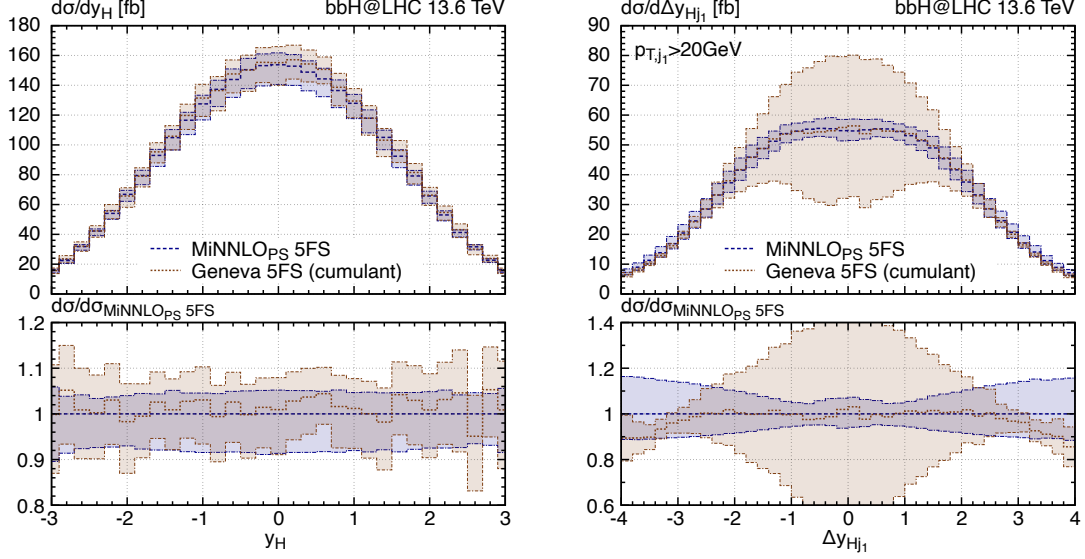 dσ/dy_H [fb] bbH@LHC 13.6 TeV
180
160
140
120
100
80
60
40
20
0
MiNNLO_PS 5FS
Geneva 5FS (cumulant)
dσ/dσ_MiNNLO_PS 5FS
1.2
1.1
1
0.9
0.8
-3 -2 -1 0 1 2 3
y_H
dσ/dΔy_Hj_1 [fb] bbH@LHC 13.6 TeV
p_T,j_1>20GeV
90
80
70
60
50
40
30
20
10
0
MiNNLO_PS 5FS
Geneva 5FS (cumulant)
dσ/dσ_MiNNLO_PS 5FS
1.4
1.2
1
0.8
0.6
-4 -3 -2 -1 0 1 2 3 4
Δy_Hj_1